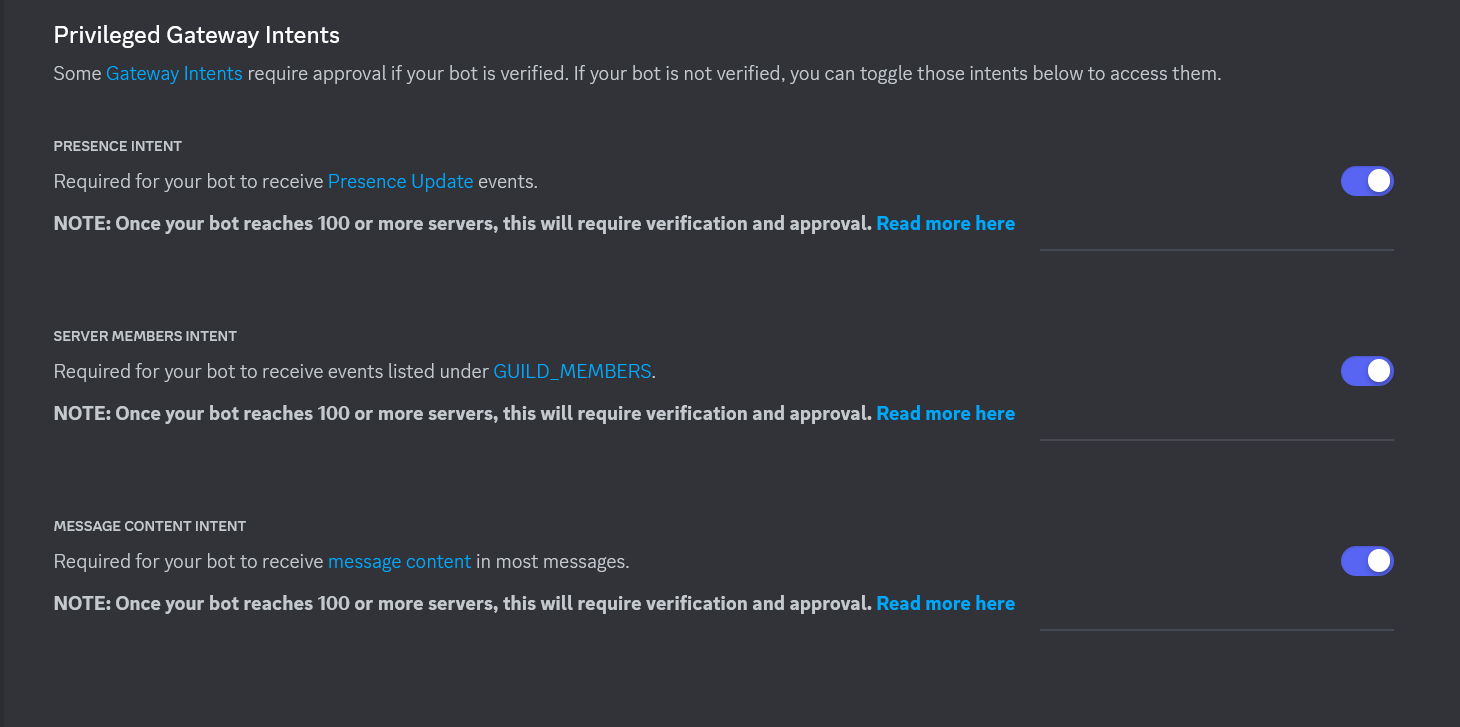 Privileged Gateway Intents
Some Gateway Intents require approval if your bot is verified. If your bot is not verified, you can toggle those intents below to access them.
PRESENCE INTENT
Required for your bot to receive Presence Update events.
NOTE: Once your bot reaches 100 or more servers, this will require verification and approval. Read more here
SERVER MEMBERS INTENT
Required for your bot to receive events listed under GUILD_MEMBERS.
NOTE: Once your bot reaches 100 or more servers, this will require verification and approval. Read more here
MESSAGE CONTENT INTENT
Required for your bot to receive message content in most messages.
NOTE: Once your bot reaches 100 or more servers, this will require verification and approval. Read more here